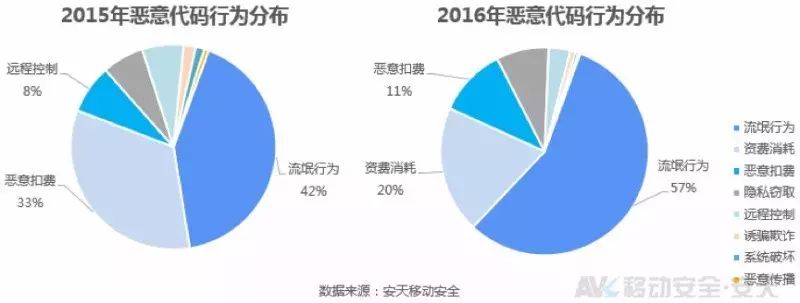 2015年恶意代码行为分布
远程控制
8%
恶意扣费
33%
流氓行为
42%
2016年恶意代码行为分布
恶意扣费
11%
资费消耗
20%
流氓行为
57%
流氓行为
资费消耗
恶意扣费
隐私窃取
远程控制
诱骗欺诈
系统破坏
恶意传播
数据来源：安天移动安全
AVL 移动安全·安天